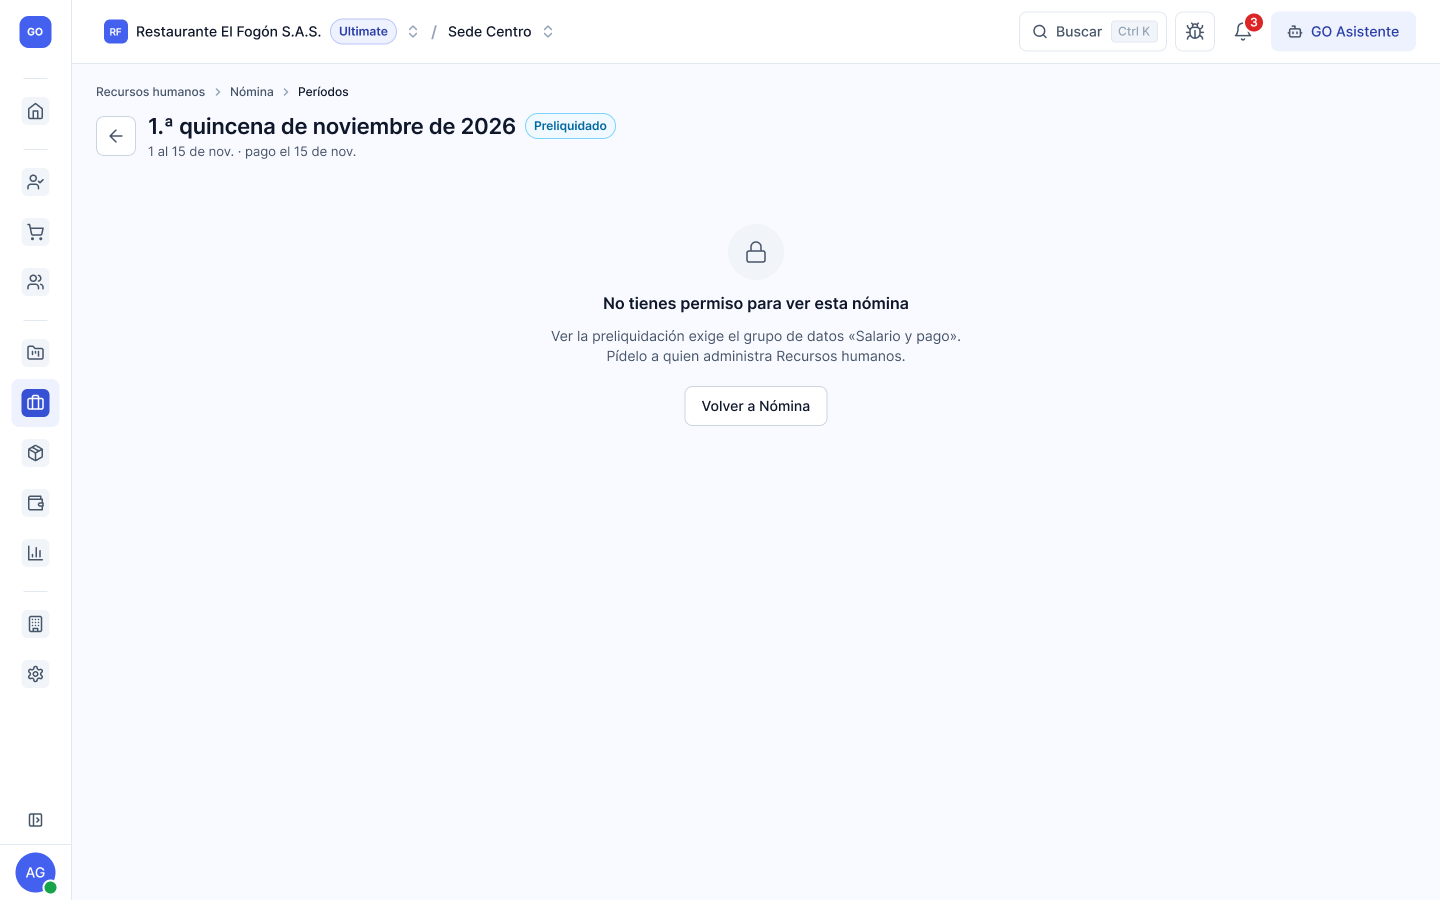 GO
RF Restaurante El Fogón S.A.S. Ultimate / Sede Centro
Buscar Ctrl K
3
GO Asistente
Recursos humanos > Nómina > Períodos
1.ª quincena de noviembre de 2026 Preliquidado
1 al 15 de nov. · pago el 15 de nov.
No tienes permiso para ver esta nómina
Ver la preliquidación exige el grupo de datos «Salario y pago».
Pídelo a quien administra Recursos humanos.
Volver a Nómina
AG